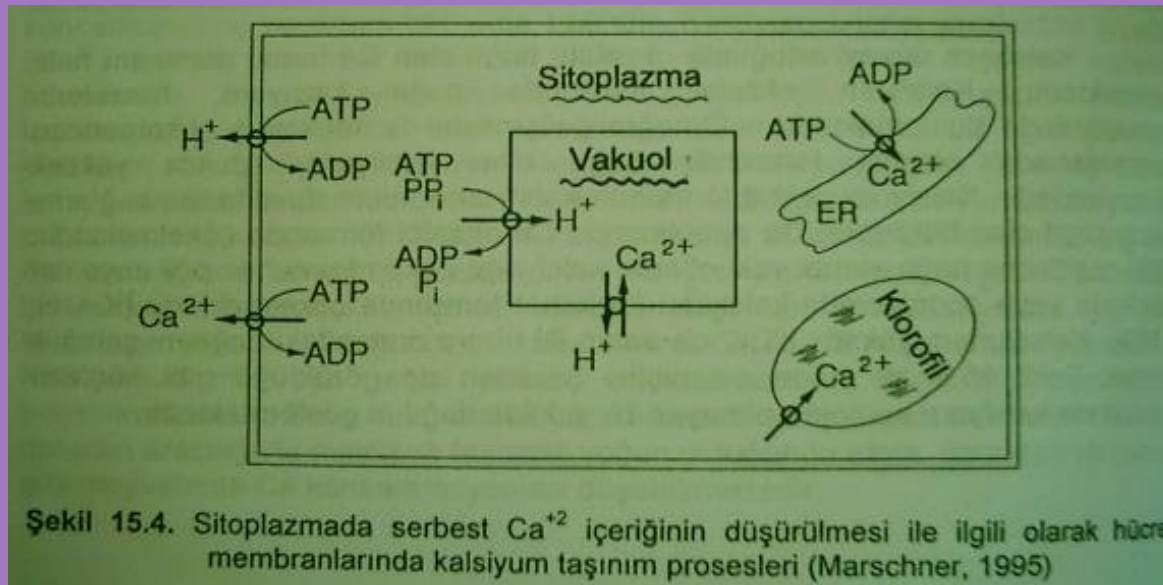 Sitoplazma
ATP
H⁺
ADP
ATP
PPᵢ
ADP
Pᵢ
H⁺
Vakuol
Ca²⁺
H⁺
ATP
Ca²⁺
ADP
ADP
ATP
Ca²⁺
ER
Klorofil
Ca²⁺
Şekil 15.4. Sitoplazmada serbest Ca⁺² içeriğinin düşürülmesi ile ilgili olarak hücre
membranlarında kalsiyum taşınım prosesleri (Marschner, 1995)